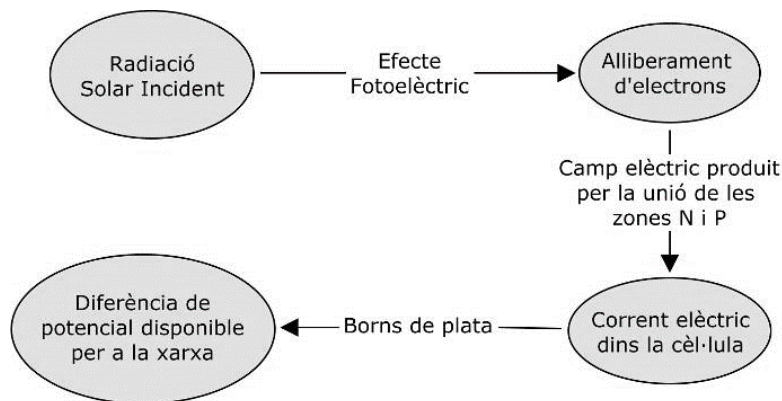 Radiació
Solar Incident
Efecte
Fotoelèctric
Alliberament
d'electrons
Camp elèctric produit
per la unió de les
zones N i P
Corrent elèctric
dins la cèl·lula
Borns de plata
Diferència de
potencial disponible
per a la xarxa